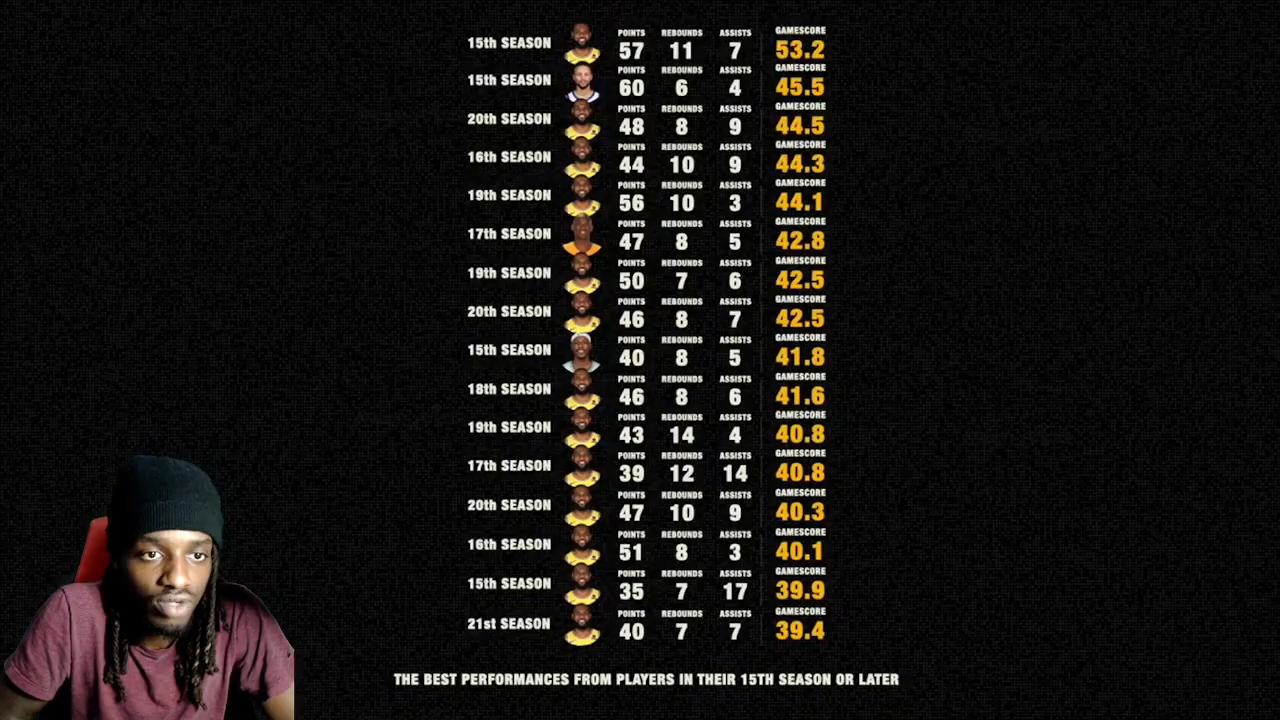 15th SEASON POINTS 57 REBOUNDS 11 ASSISTS 7 GAMESCORE 53.2
15th SEASON POINTS 60 REBOUNDS 6 ASSISTS 4 GAMESCORE 45.5
20th SEASON POINTS 48 REBOUNDS 8 ASSISTS 9 GAMESCORE 44.5
16th SEASON POINTS 44 REBOUNDS 10 ASSISTS 9 GAMESCORE 44.3
19th SEASON POINTS 56 REBOUNDS 10 ASSISTS 3 GAMESCORE 44.1
17th SEASON POINTS 47 REBOUNDS 8 ASSISTS 5 GAMESCORE 42.8
19th SEASON POINTS 50 REBOUNDS 7 ASSISTS 6 GAMESCORE 42.5
20th SEASON POINTS 46 REBOUNDS 8 ASSISTS 7 GAMESCORE 42.5
15th SEASON POINTS 40 REBOUNDS 8 ASSISTS 5 GAMESCORE 41.8
18th SEASON POINTS 46 REBOUNDS 8 ASSISTS 6 GAMESCORE 41.6
19th SEASON POINTS 43 REBOUNDS 14 ASSISTS 4 GAMESCORE 40.8
17th SEASON POINTS 39 REBOUNDS 12 ASSISTS 14 GAMESCORE 40.8
20th SEASON POINTS 47 REBOUNDS 10 ASSISTS 9 GAMESCORE 40.3
16th SEASON POINTS 51 REBOUNDS 8 ASSISTS 3 GAMESCORE 40.1
15th SEASON POINTS 35 REBOUNDS 7 ASSISTS 17 GAMESCORE 39.9
21st SEASON POINTS 40 REBOUNDS 7 ASSISTS 7 GAMESCORE 39.4
THE BEST PERFORMANCES FROM PLAYERS IN THEIR 15TH SEASON OR LATER